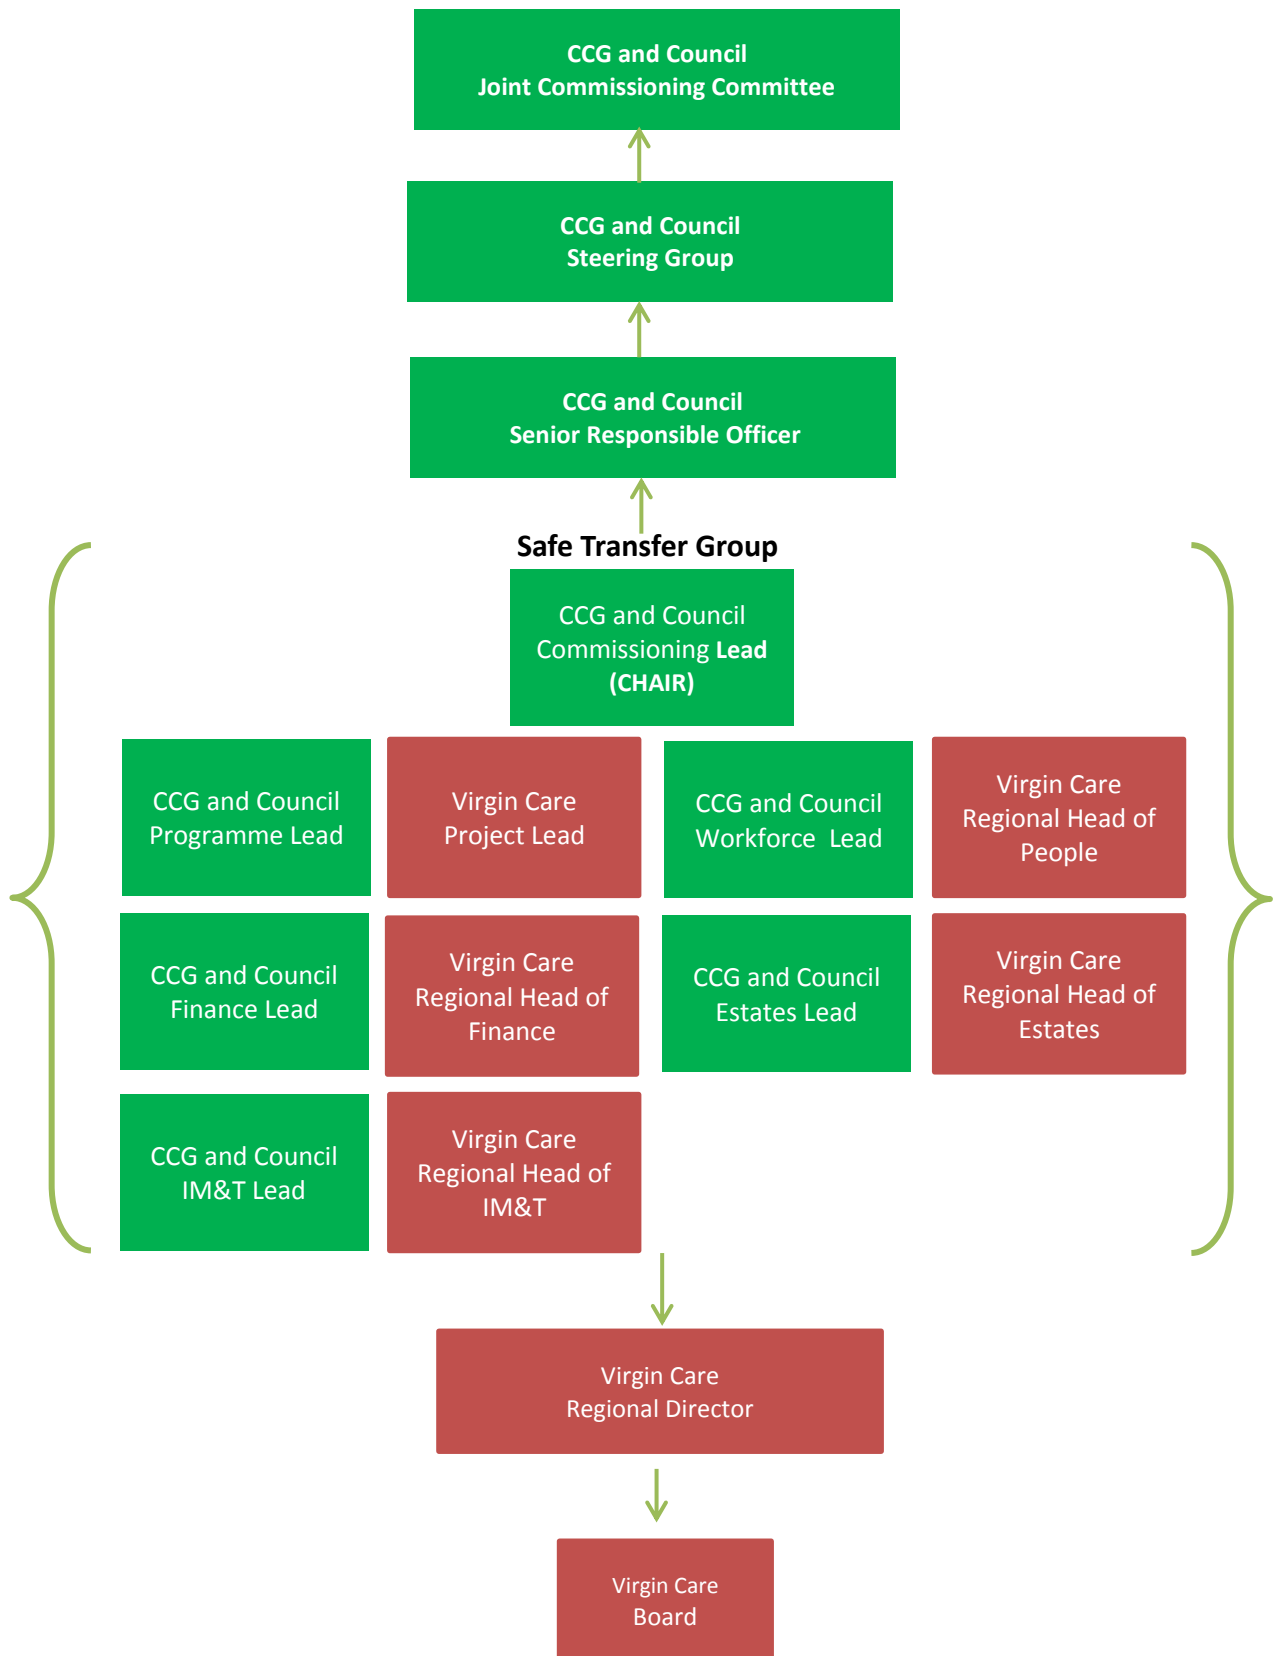 CCG and Council
Joint Commissioning Committee
CCG and Council
Steering Group
CCG and Council
Senior Responsible Officer
Safe Transfer Group
CCG and Council
Commissioning Lead
(CHAIR)
CCG and Council
Programme Lead
Virgin Care
Project Lead
CCG and Council
Workforce Lead
Virgin Care
Regional Head of
People
CCG and Council
Finance Lead
Virgin Care
Regional Head of
Finance
CCG and Council
Estates Lead
Virgin Care
Regional Head of
Estates
CCG and Council
IM&T Lead
Virgin Care
Regional Head of
IM&T
Virgin Care
Regional Director
Virgin Care
Board